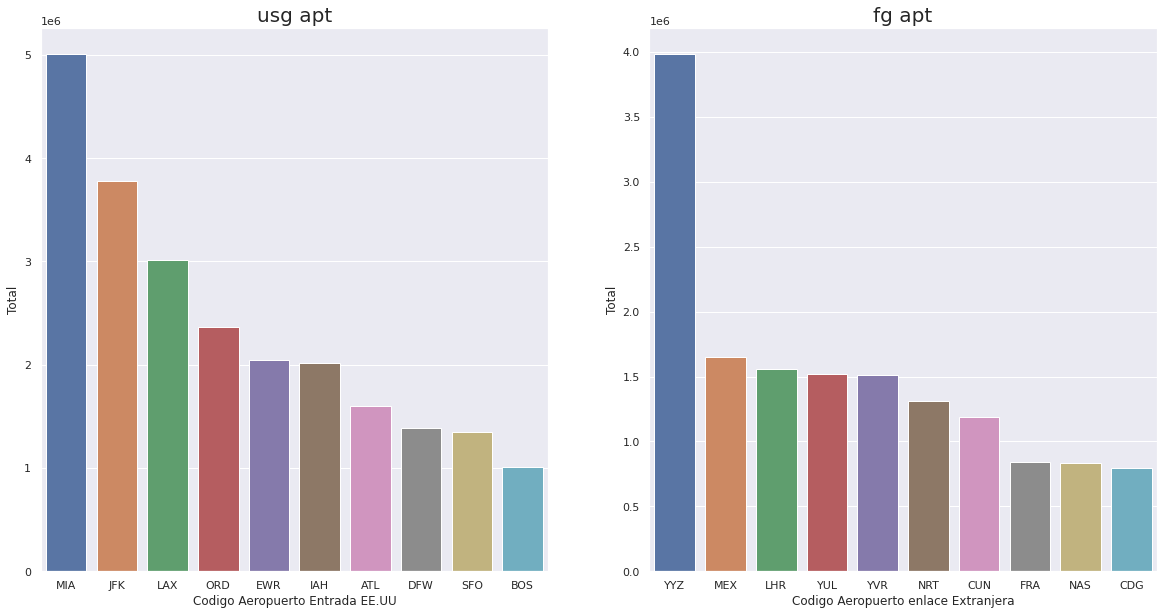 usg apt
1e6
5
4
3
2
1
0
Total
MIA JFK LAX ORD EWR IAH ATL DFW SFO BOS
Codigo Aeropuerto Entrada EE.UU
fg apt
1e6
4.0
3.5
3.0
2.5
2.0
1.5
1.0
0.5
0.0
Total
YYZ MEX LHR YUL YVR NRT CUN FRA NAS CDG
Codigo Aeropuerto enlace Extranjera